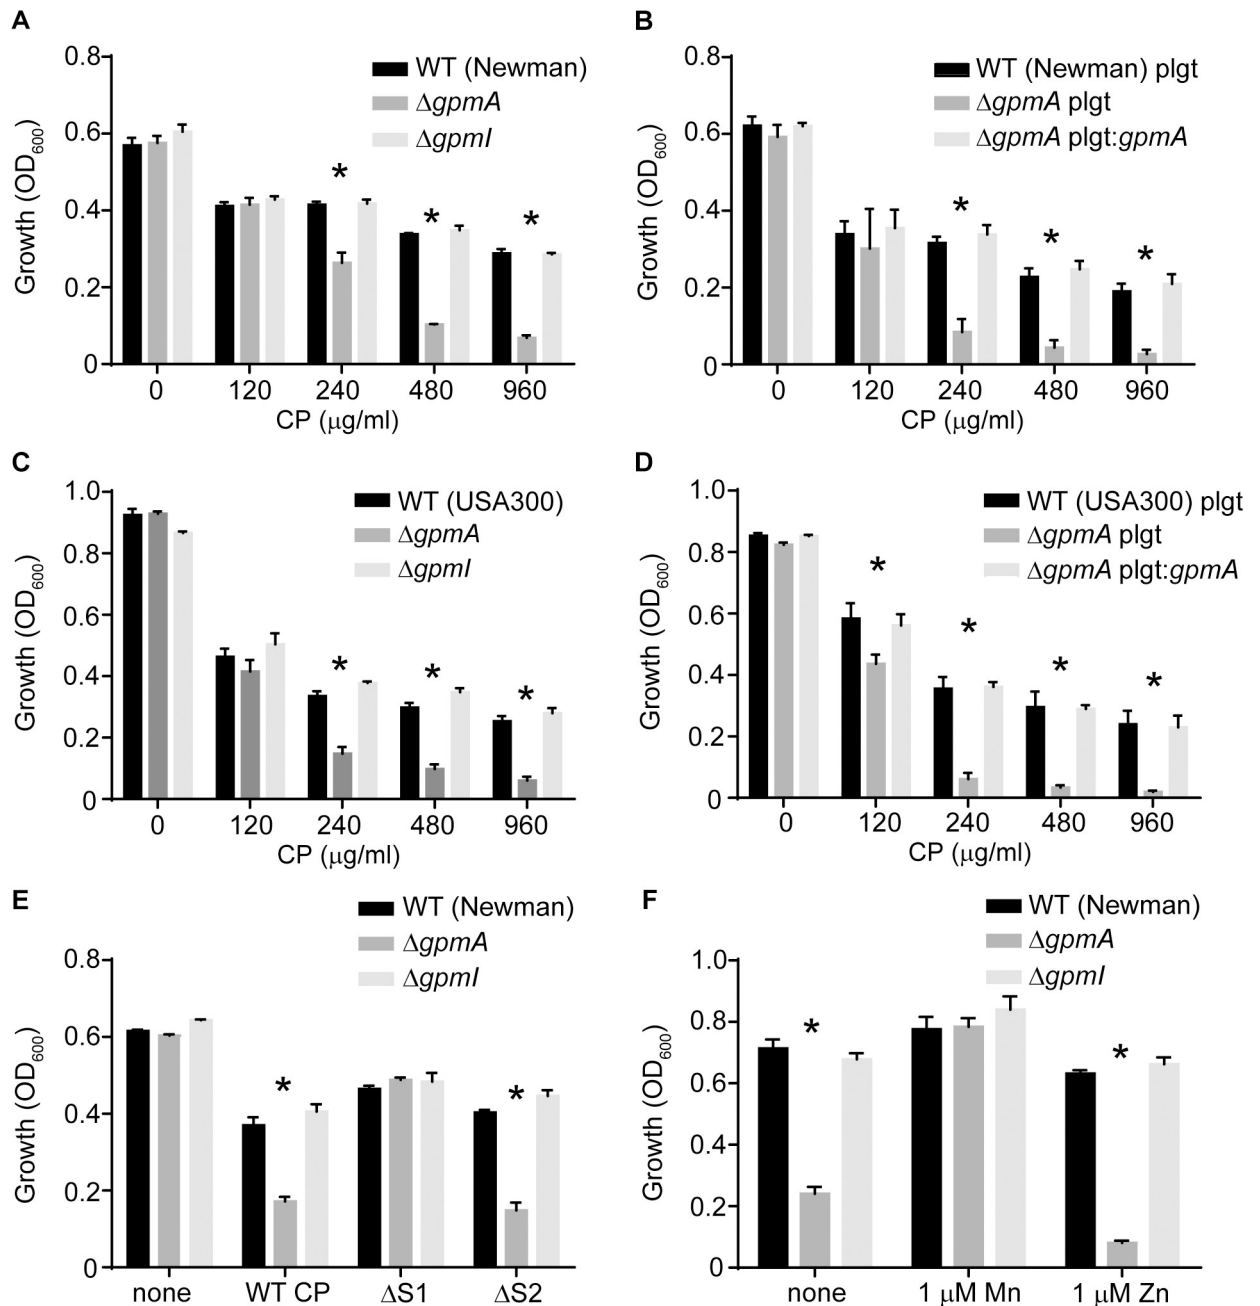 A
WT (Newman)
ΔgpmA
ΔgpmI
Growth (OD600)
0.8
0.6
0.4
0.2
0
*
*
*
0 120 240 480 960
CP (μg/ml)
B
WT (Newman) plgt
ΔgpmA plgt
ΔgpmA plgt:gpmA
Growth (OD600)
0.8
0.6
0.4
0.2
0
*
*
*
0 120 240 480 960
CP (μg/ml)
C
WT (USA300)
ΔgpmA
ΔgpmI
Growth (OD600)
1.0
0.8
0.6
0.4
0.2
0
*
*
*
0 120 240 480 960
CP (μg/ml)
D
WT (USA300) plgt
ΔgpmA plgt
ΔgpmA plgt:gpmA
Growth (OD600)
1.0
0.8
0.6
0.4
0.2
0
*
*
*
*
0 120 240 480 960
CP (μg/ml)
E
WT (Newman)
ΔgpmA
ΔgpmI
Growth (OD600)
0.8
0.6
0.4
0.2
0
*
*
none WT CP ΔS1 ΔS2
F
WT (Newman)
ΔgpmA
ΔgpmI
Growth (OD600)
1.0
0.8
0.6
0.4
0.2
0
*
*
none 1 μM Mn 1 μM Zn